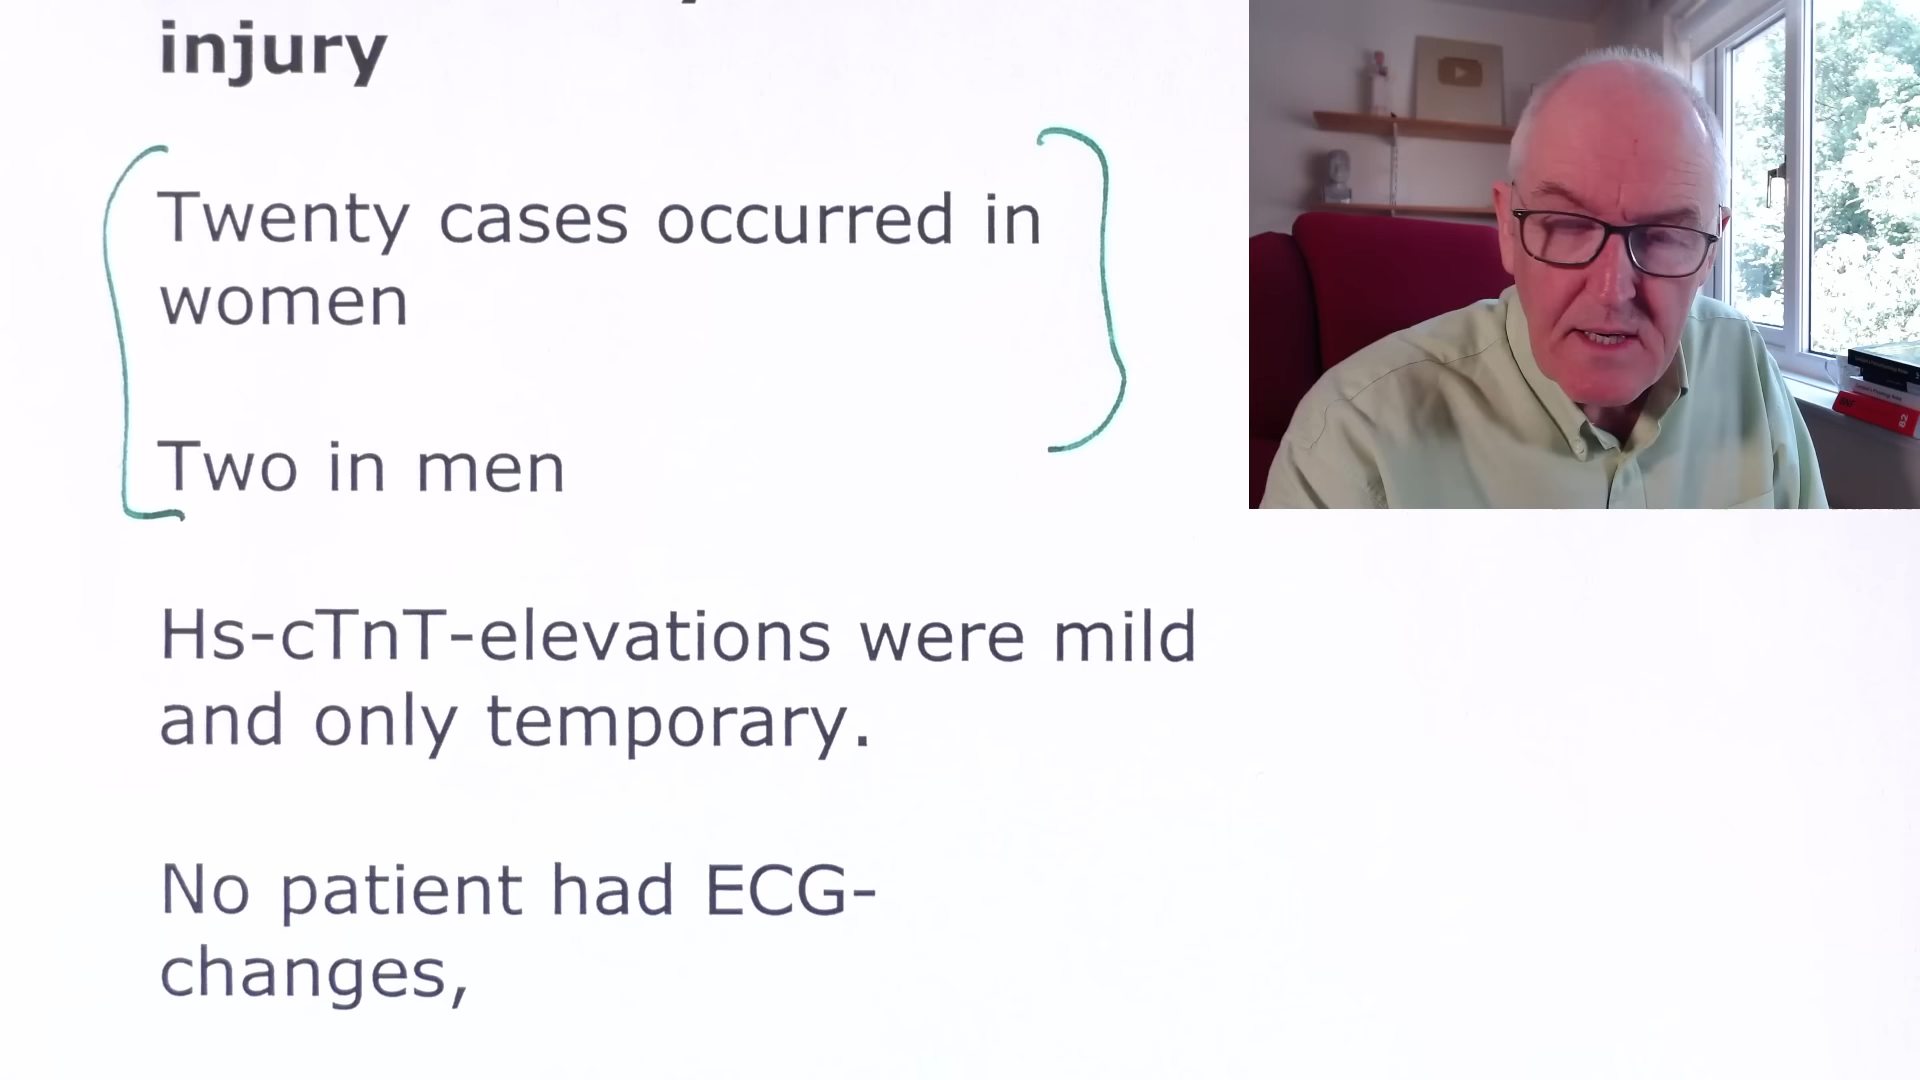 injury
Twenty cases occurred in
women
Two in men
Hs-cTnT-elevations were mild
and only temporary.
No patient had ECG-
changes,